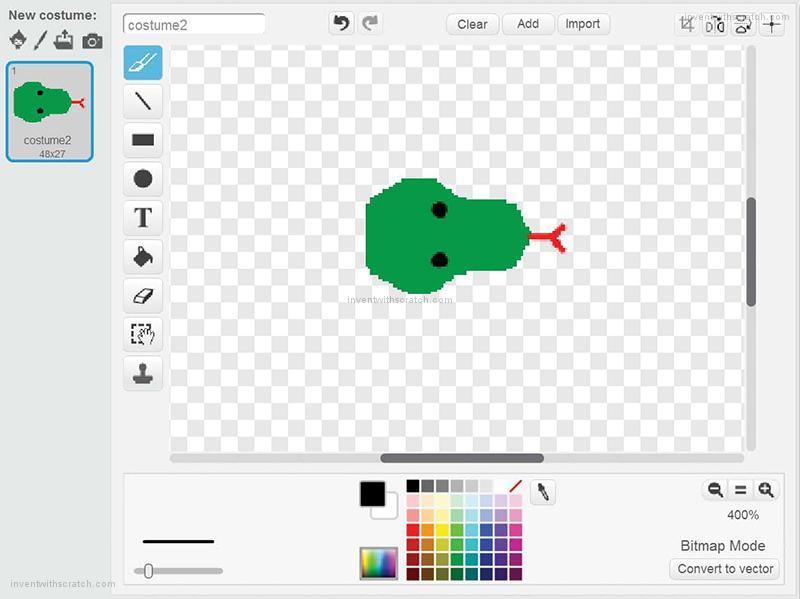 New costume:
costume2
Clear
Add
Import
inventwithscratch.com
1
costume2
48x27
T
inventwithscratch.com
400%
Bitmap Mode
Convert to vector
inventwithscratch.com